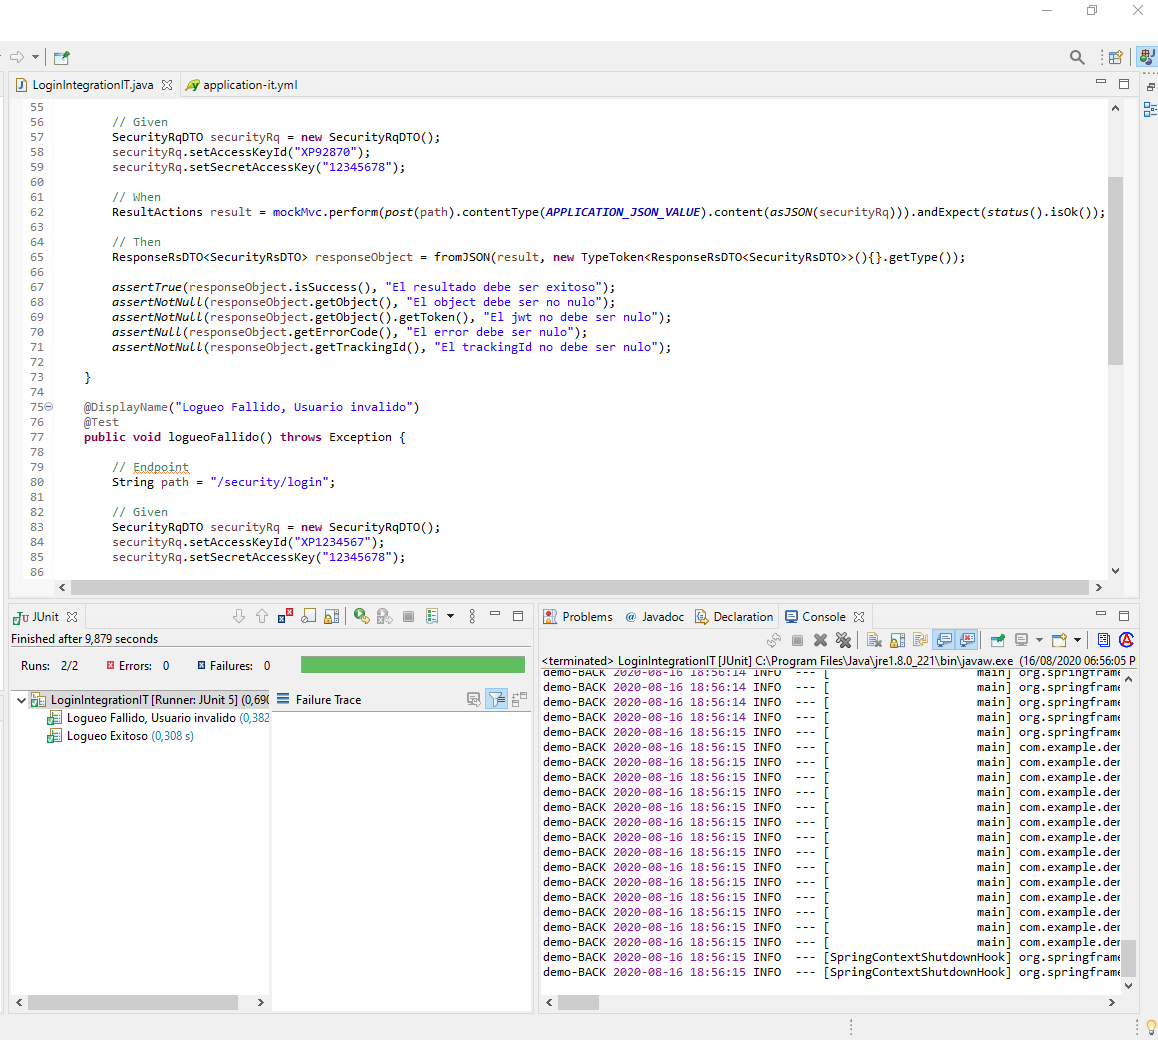 LoginIntegrationIT.java
application-it.yml
55
56 // Given
57 SecurityRqDTO securityRq = new SecurityRqDTO();
58 securityRq.setAccessKeyId("XP92870");
59 securityRq.setSecretAccessKey("12345678");
60
61 // When
62 ResultActions result = mockMvc.perform(post(path).contentType(APPLICATION_JSON_VALUE).content(asJSON(securityRq))).andExpect(status().isOk());
63
64 // Then
65 ResponseRsDTO<SecurityRsDTO> responseObject = fromJSON(result, new TypeToken<ResponseRsDTO<SecurityRsDTO>>(){}.getType());
66
67 assertTrue(responseObject.isSuccess(), "El resultado debe ser exitoso");
68 assertNotNull(responseObject.getObject(), "El object debe ser no nulo");
69 assertNotNull(responseObject.getObject().getToken(), "El jwt no debe ser nulo");
70 assertNull(responseObject.getErrorCode(), "El error debe ser nulo");
71 assertNotNull(responseObject.getTrackingId(), "El trackingId no debe ser nulo");
72
73 }
74
75 @DisplayName("Logueo Fallido, Usuario invalido")
76 @Test
77 public void logueoFallido() throws Exception {
78
79 // Endpoint
80 String path = "/security/login";
81
82 // Given
83 SecurityRqDTO securityRq = new SecurityRqDTO();
84 securityRq.setAccessKeyId("XP1234567");
85 securityRq.setSecretAccessKey("12345678");
86
JUnit
Finished after 9,879 seconds
Runs: 2/2 Errors: 0 Failures: 0
LoginIntegrationIT [Runner: JUnit 5] (0,690
Logueo Fallido, Usuario invalido (0,382
Logueo Exitoso (0,308 s)
Failure Trace
Problems @ Javadoc Declaration Console
<terminated> LoginIntegrationIT [JUnit] C:\Program Files\Java\jre1.8.0_221\bin\javaw.exe (16/08/2020 06:56:05 P
demo-BACK 2020-08-16 18:56:14 INFO --- [ main] org.springframe
demo-BACK 2020-08-16 18:56:14 INFO --- [ main] org.springframe
demo-BACK 2020-08-16 18:56:14 INFO --- [ main] org.springframe
demo-BACK 2020-08-16 18:56:14 INFO --- [ main] org.springframe
demo-BACK 2020-08-16 18:56:15 INFO --- [ main] org.springframe
demo-BACK 2020-08-16 18:56:15 INFO --- [ main] com.example.der
demo-BACK 2020-08-16 18:56:15 INFO --- [ main] com.example.der
demo-BACK 2020-08-16 18:56:15 INFO --- [ main] com.example.der
demo-BACK 2020-08-16 18:56:15 INFO --- [ main] com.example.der
demo-BACK 2020-08-16 18:56:15 INFO --- [ main] com.example.der
demo-BACK 2020-08-16 18:56:15 INFO --- [ main] com.example.der
demo-BACK 2020-08-16 18:56:15 INFO --- [ main] com.example.der
demo-BACK 2020-08-16 18:56:15 INFO --- [ main] com.example.der
demo-BACK 2020-08-16 18:56:15 INFO --- [ main] com.example.der
demo-BACK 2020-08-16 18:56:15 INFO --- [ main] com.example.der
demo-BACK 2020-08-16 18:56:15 INFO --- [ main] com.example.der
demo-BACK 2020-08-16 18:56:15 INFO --- [ main] com.example.der
demo-BACK 2020-08-16 18:56:15 INFO --- [ main] com.example.der
demo-BACK 2020-08-16 18:56:15 INFO --- [ main] com.example.der
demo-BACK 2020-08-16 18:56:15 INFO --- [SpringContextShutdownHook] org.springframe
demo-BACK 2020-08-16 18:56:15 INFO --- [SpringContextShutdownHook] org.springframe